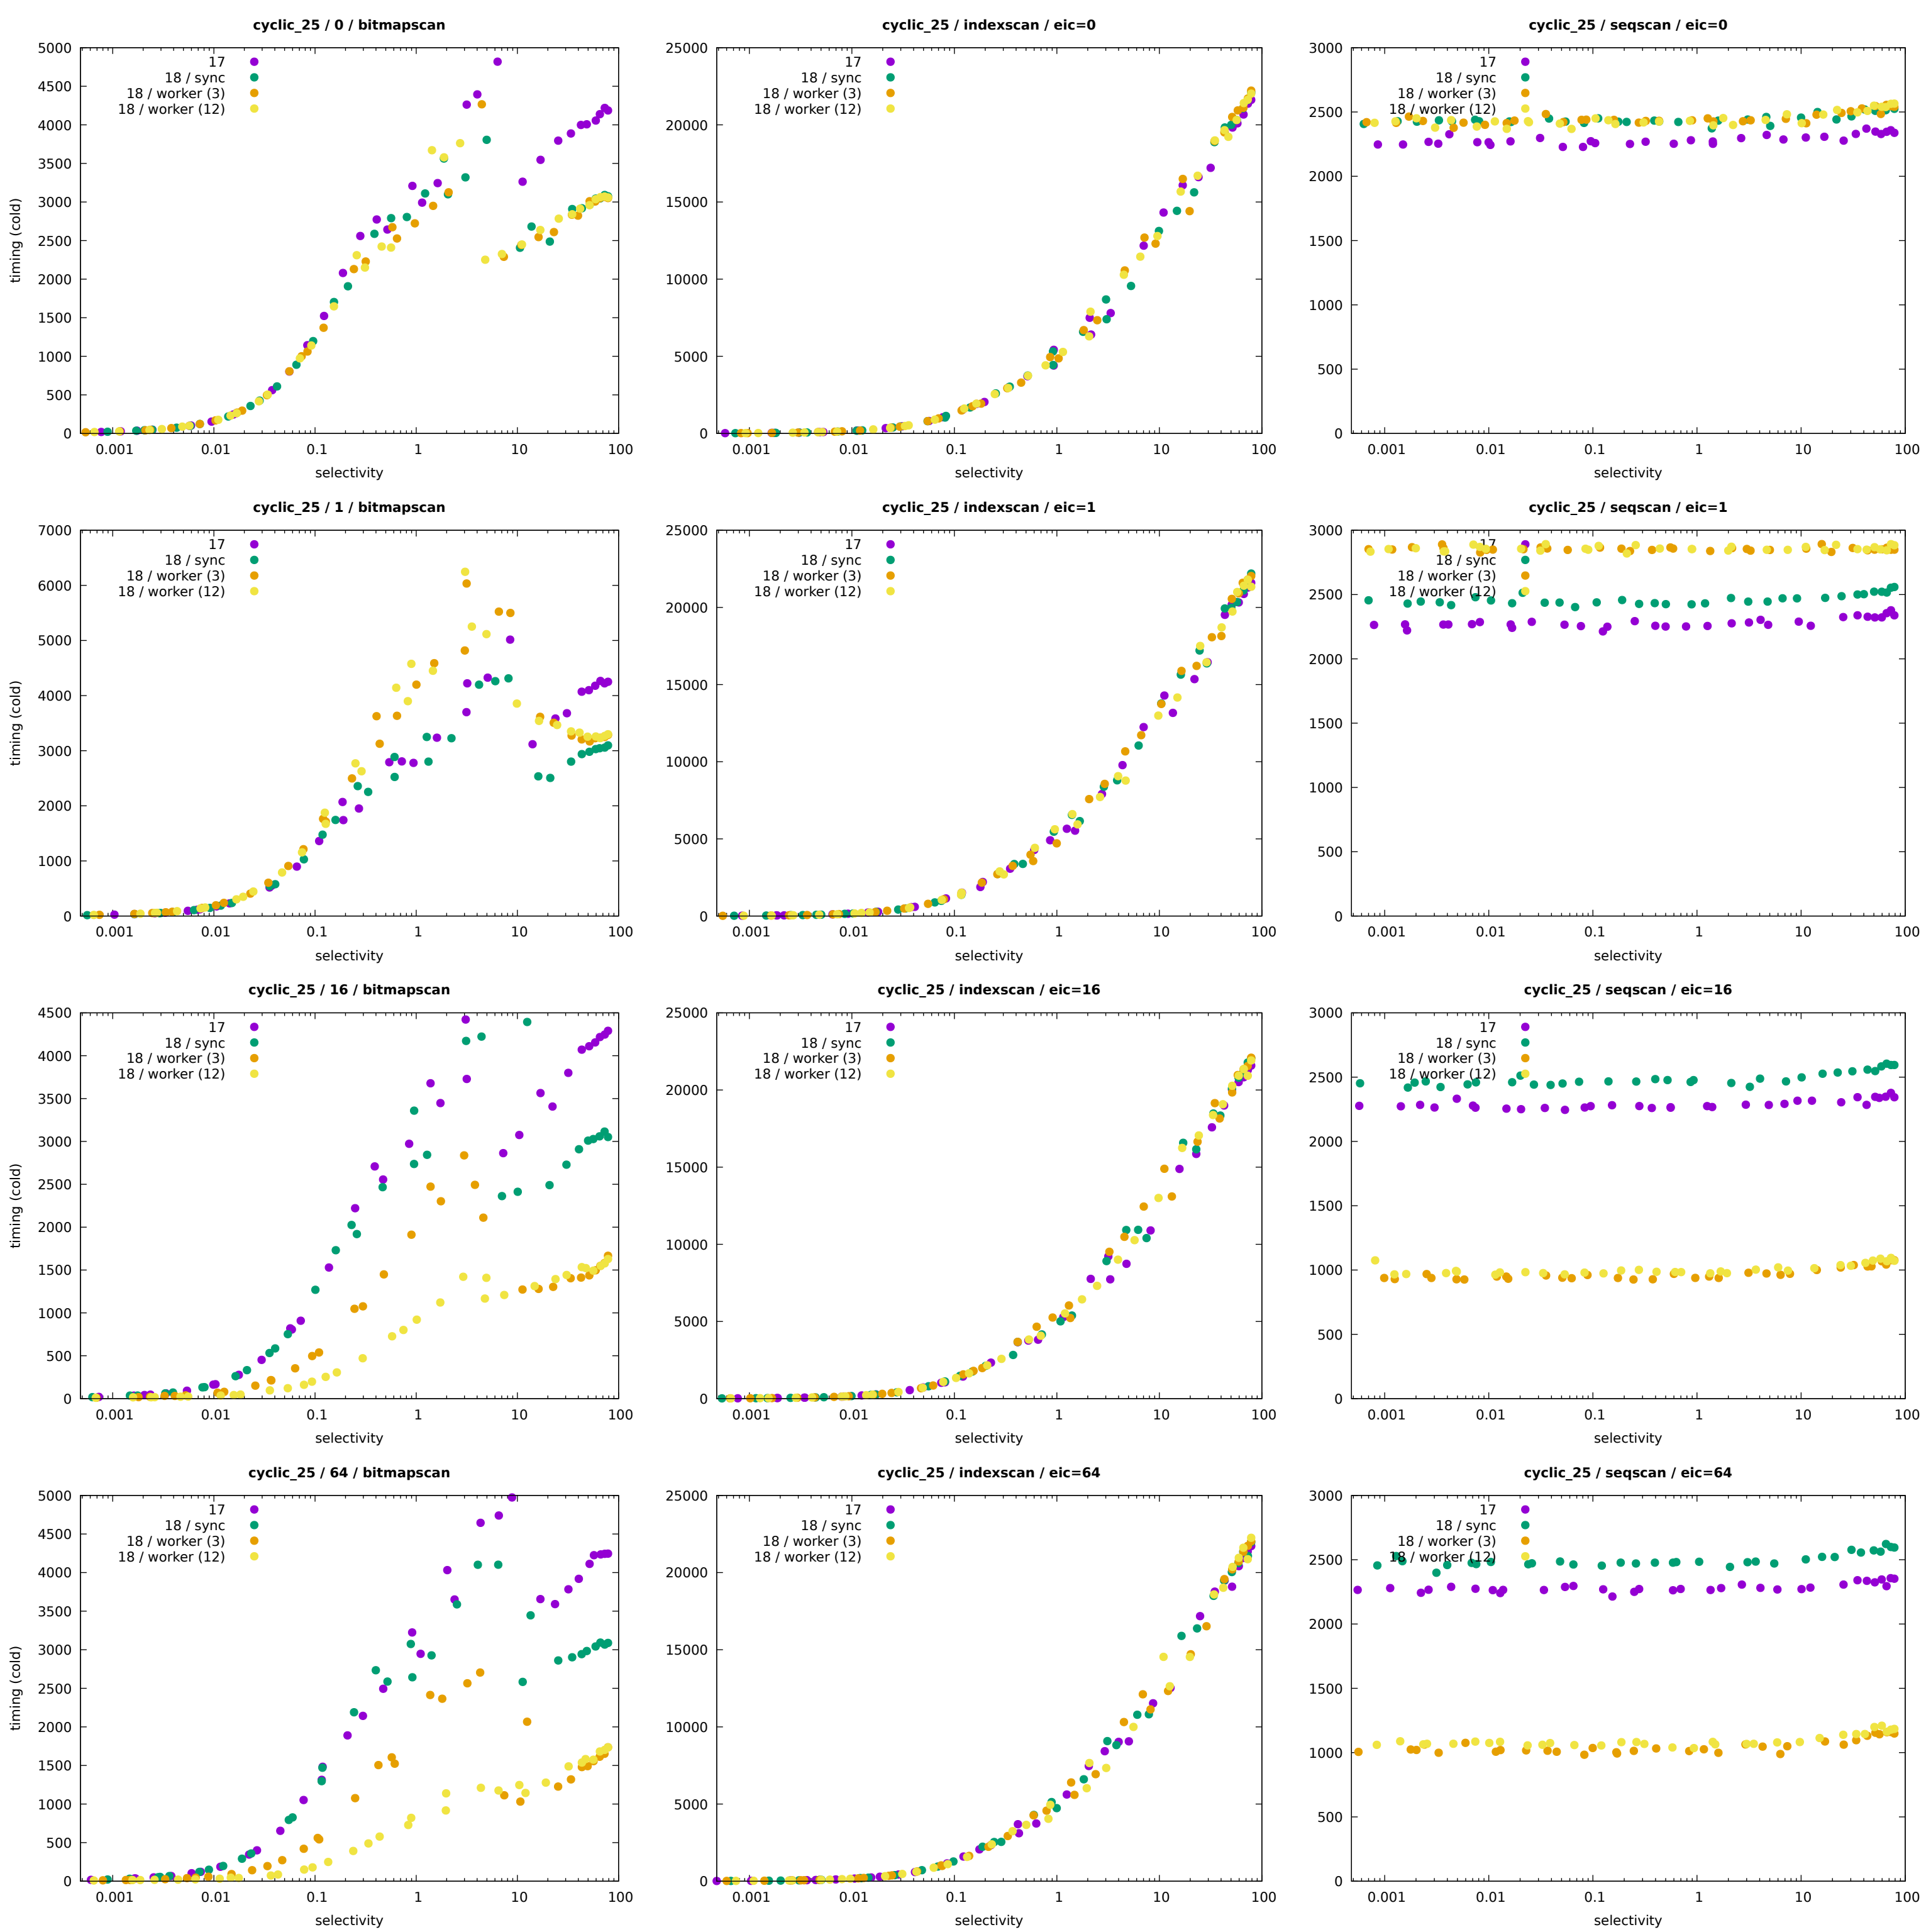 cyclic_25 / 0 / bitmapscan
5000
4500
4000
3500
3000
2500
2000
1500
1000
500
0
timing (cold)
17
18 / sync
18 / worker (3)
18 / worker (12)
0.001 0.01 0.1 1 10 100
selectivity
cyclic_25 / indexscan / eic=0
25000
20000
15000
10000
5000
0
17
18 / sync
18 / worker (3)
18 / worker (12)
0.001 0.01 0.1 1 10 100
selectivity
cyclic_25 / seqscan / eic=0
3000
2500
2000
1500
1000
500
0
17
18 / sync
18 / worker (3)
18 / worker (12)
0.001 0.01 0.1 1 10 100
selectivity
cyclic_25 / 1 / bitmapscan
7000
6000
5000
4000
3000
2000
1000
0
timing (cold)
17
18 / sync
18 / worker (3)
18 / worker (12)
0.001 0.01 0.1 1 10 100
selectivity
cyclic_25 / indexscan / eic=1
25000
20000
15000
10000
5000
0
17
18 / sync
18 / worker (3)
18 / worker (12)
0.001 0.01 0.1 1 10 100
selectivity
cyclic_25 / seqscan / eic=1
3000
2500
2000
1500
1000
500
0
17
18 / sync
18 / worker (3)
18 / worker (12)
0.001 0.01 0.1 1 10 100
selectivity
cyclic_25 / 16 / bitmapscan
4500
4000
3500
3000
2500
2000
1500
1000
500
0
timing (cold)
17
18 / sync
18 / worker (3)
18 / worker (12)
0.001 0.01 0.1 1 10 100
selectivity
cyclic_25 / indexscan / eic=16
25000
20000
15000
10000
5000
0
17
18 / sync
18 / worker (3)
18 / worker (12)
0.001 0.01 0.1 1 10 100
selectivity
cyclic_25 / seqscan / eic=16
3000
2500
2000
1500
1000
500
0
17
18 / sync
18 / worker (3)
18 / worker (12)
0.001 0.01 0.1 1 10 100
selectivity
cyclic_25 / 64 / bitmapscan
5000
4500
4000
3500
3000
2500
2000
1500
1000
500
0
timing (cold)
17
18 / sync
18 / worker (3)
18 / worker (12)
0.001 0.01 0.1 1 10 100
selectivity
cyclic_25 / indexscan / eic=64
25000
20000
15000
10000
5000
0
17
18 / sync
18 / worker (3)
18 / worker (12)
0.001 0.01 0.1 1 10 100
selectivity
cyclic_25 / seqscan / eic=64
3000
2500
2000
1500
1000
500
0
17
18 / sync
18 / worker (3)
18 / worker (12)
0.001 0.01 0.1 1 10 100
selectivity